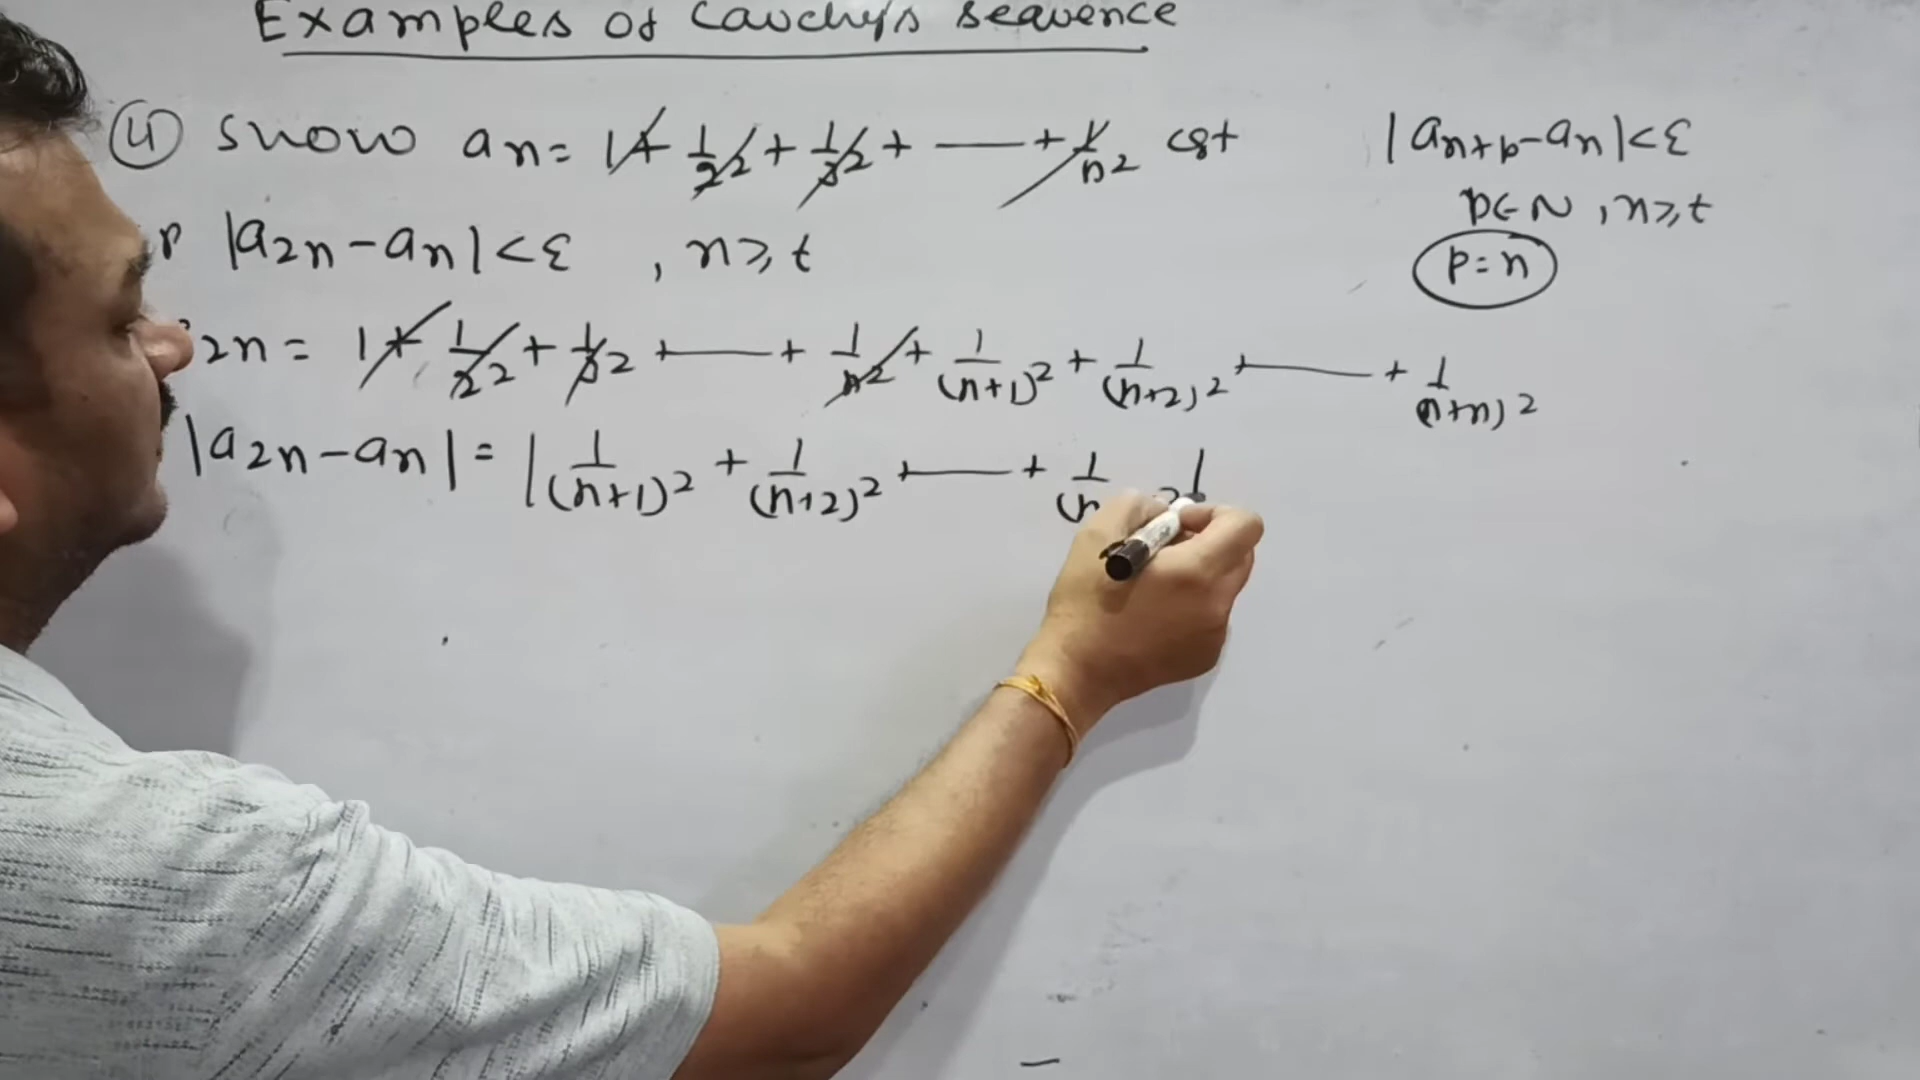 Examples of Cauchy's sequence
④ Show an = 1 + 1/2² + 1/3² + —— + 1/n² cgt
|an+p - an| < ε
p ∈ N, n ≥ t
p = n
|a2n - an| < ε , n ≥ t
2n = 1 + 1/2² + 1/3² + —— + 1/n² + 1/(n+1)² + 1/(n+2)² + —— + 1/(n+n)²
|a2n - an| = |1/(n+1)² + 1/(n+2)² + —— + 1/(n 2|